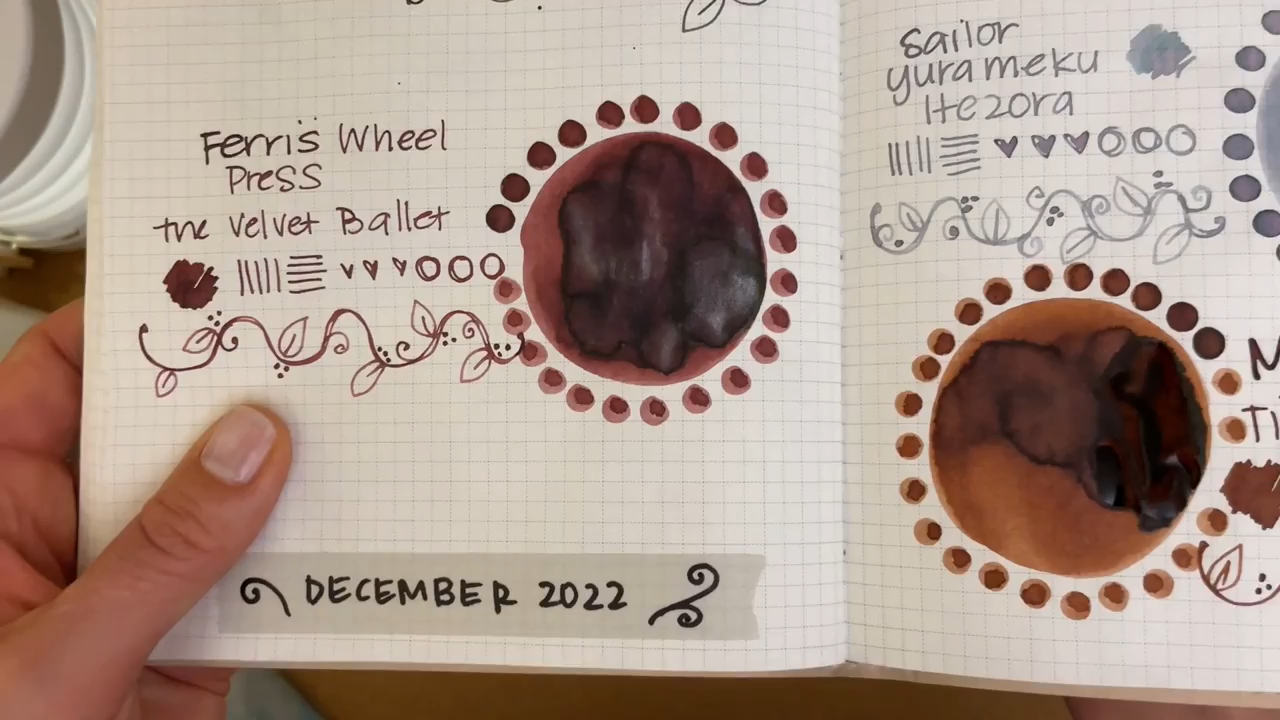 Ferris Wheel
Press
the Velvet Ballet
DECEMBER 2022
Sailor
yurameku
Itezora